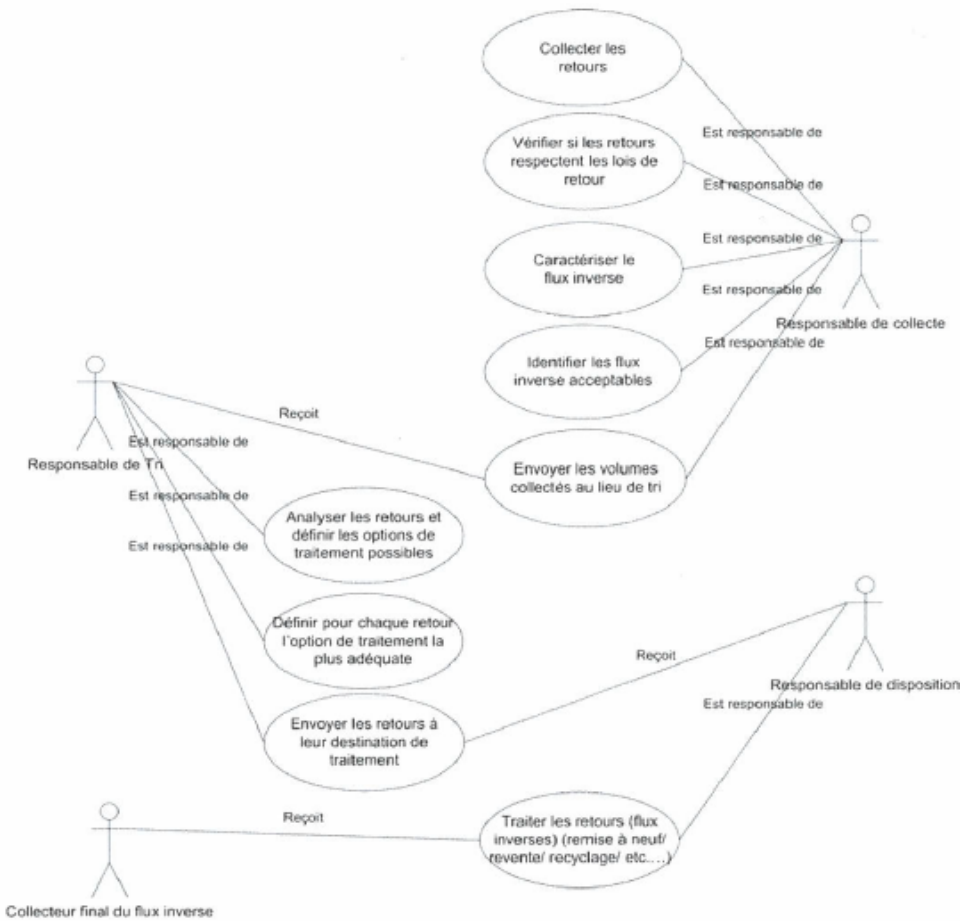 Collecter les
retours
Est responsable de
Vérifier si les retours
respectent les lois de
retour
Est responsable de
Est responsable de
Caractériser le
flux inverse
Est responsable de
Responsable de collecte
Est responsable de
Identifier les flux
inverse acceptables
Reçoit
Est responsable de
Responsable de Tri
Envoyer les volumes
collectés au lieu de tri
Est responsable de
Analyser les retours et
définir les options de
traitement possibles
Est responsable de
Définir pour chaque retour
l'option de traitement la
plus adéquate
Reçoit
Responsable de disposition
Est responsable de
Envoyer les retours à
leur destination de
traitement
Reçoit
Traiter les retours (flux
inverses) (remise à neuf/
revente/ recyclage/ etc....)
Collecteur final du flux inverse